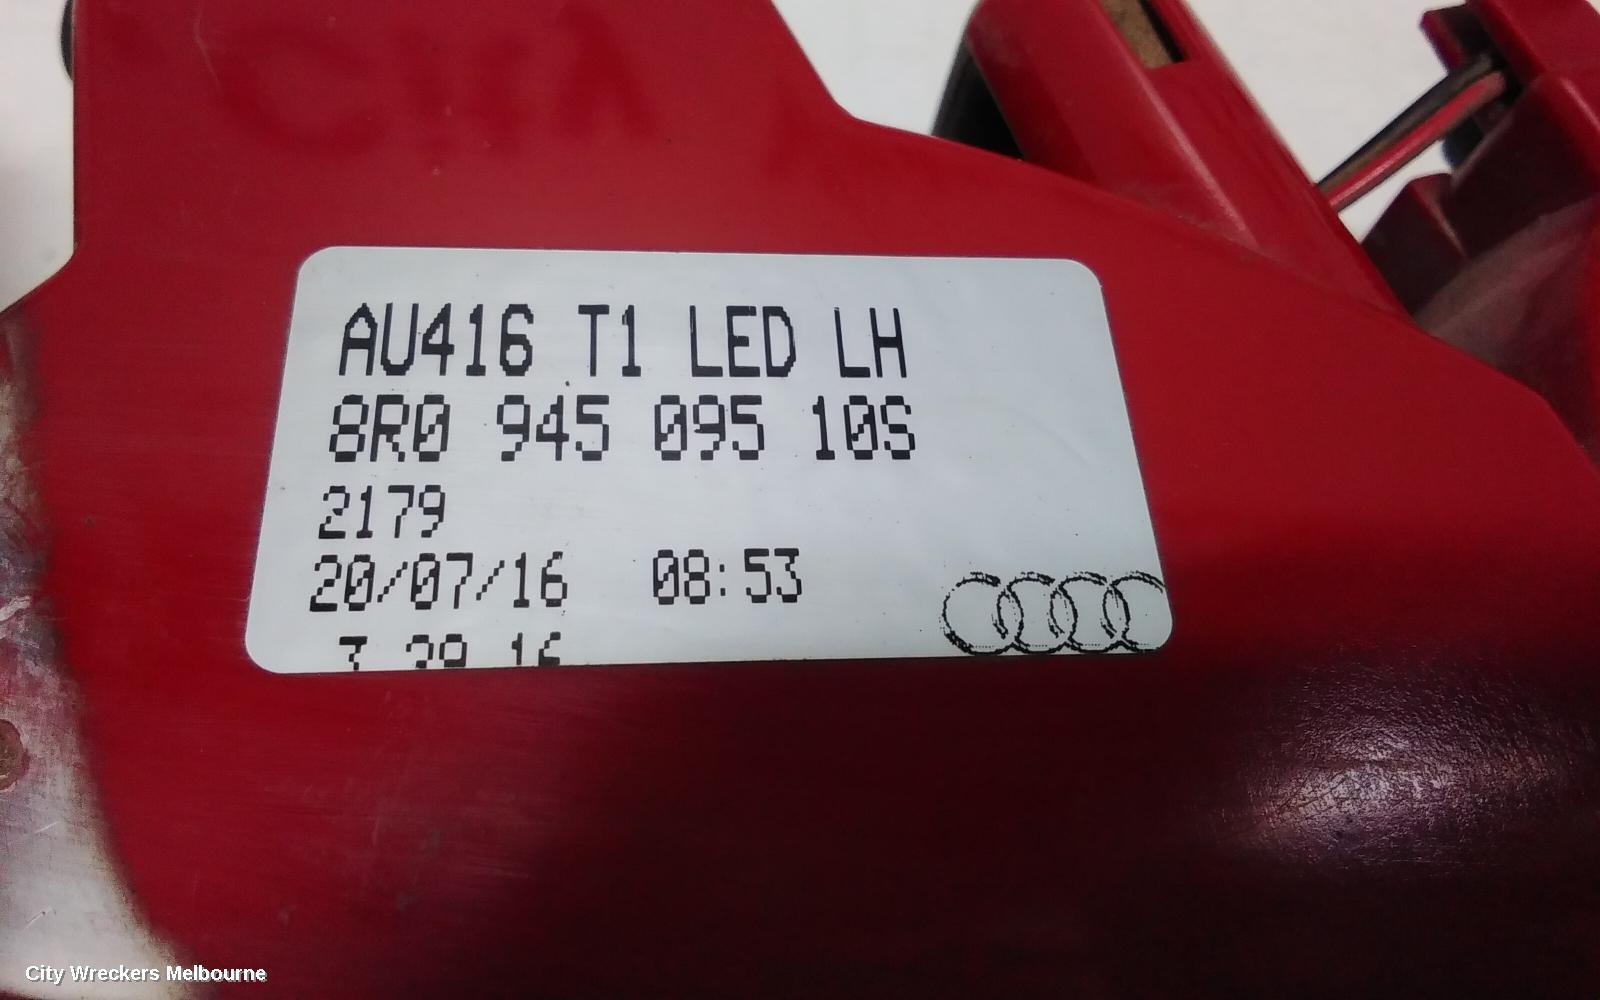 AU416 T1 LED LH
8R0 945 095 10S
2179
20/07/16 08:53
City Wreckers Melbourne